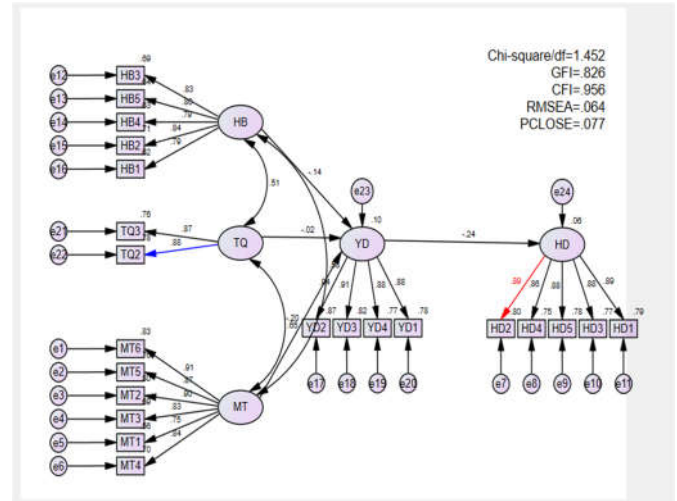 Chi-square/df=1.452
GFI=.826
CFI=.956
RMSEA=.064
PCLOSE=.077
.69
e12 HB3 .83
e13 HB5
e14 HB4 .79 HB -.14
e15 HB2 .84
e16 HB1 .79
.51
e23 e24
.10 .06
.76
e21 TQ3 .87
e22 TQ2 .88
TQ -.02 YD -.24 HD
.91 .88 .88
.89 .86 .88 .88 .89
.87 .82 .77 .78
.80 .75 .78 .77 .79
YD2 YD3 YD4 YD1
HD2 HD4 HD5 HD3 HD1
e17 e18 e19 e20
e7 e8 e9 e10 e11
.83
e1 MT6 .91
e2 MT5
e3 MT2 .90
e4 MT3 .83 MT
e5 MT1 .75
e6 MT4 .84
.70